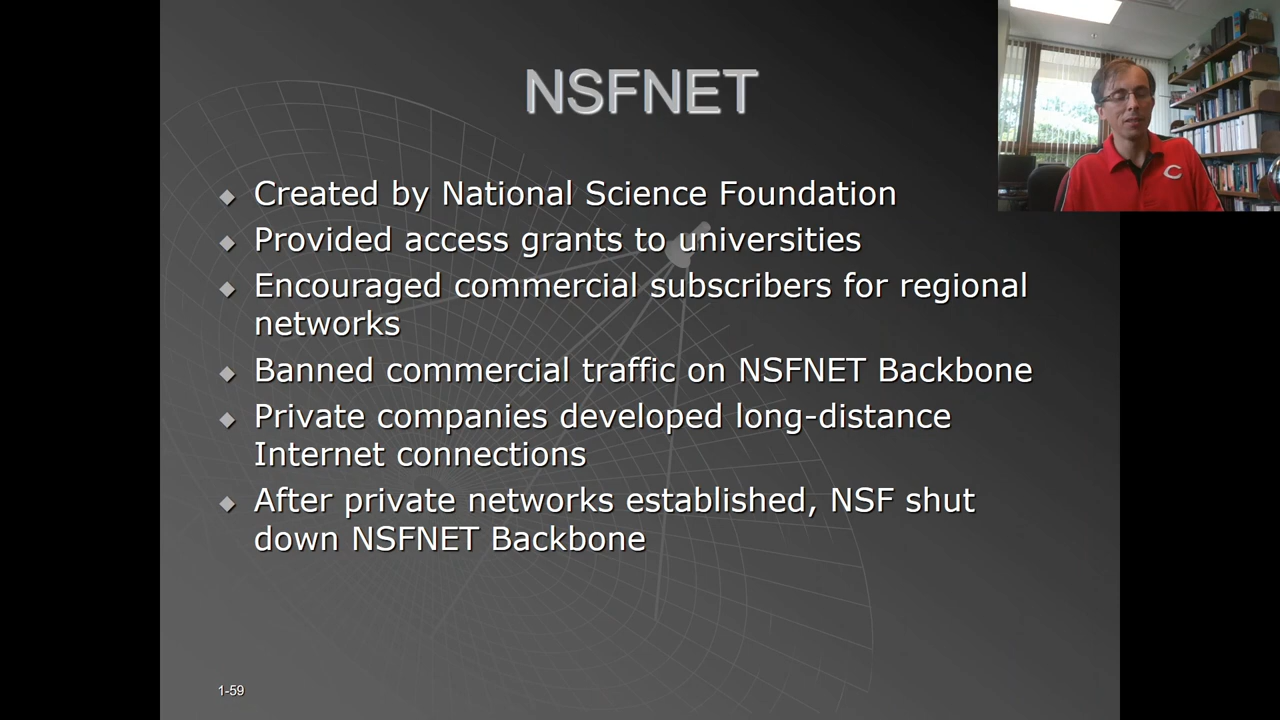 NSFNET
Created by National Science Foundation
Provided access grants to universities
Encouraged commercial subscribers for regional
networks
Banned commercial traffic on NSFNET Backbone
Private companies developed long-distance
Internet connections
After private networks established, NSF shut
down NSFNET Backbone
1-59
C